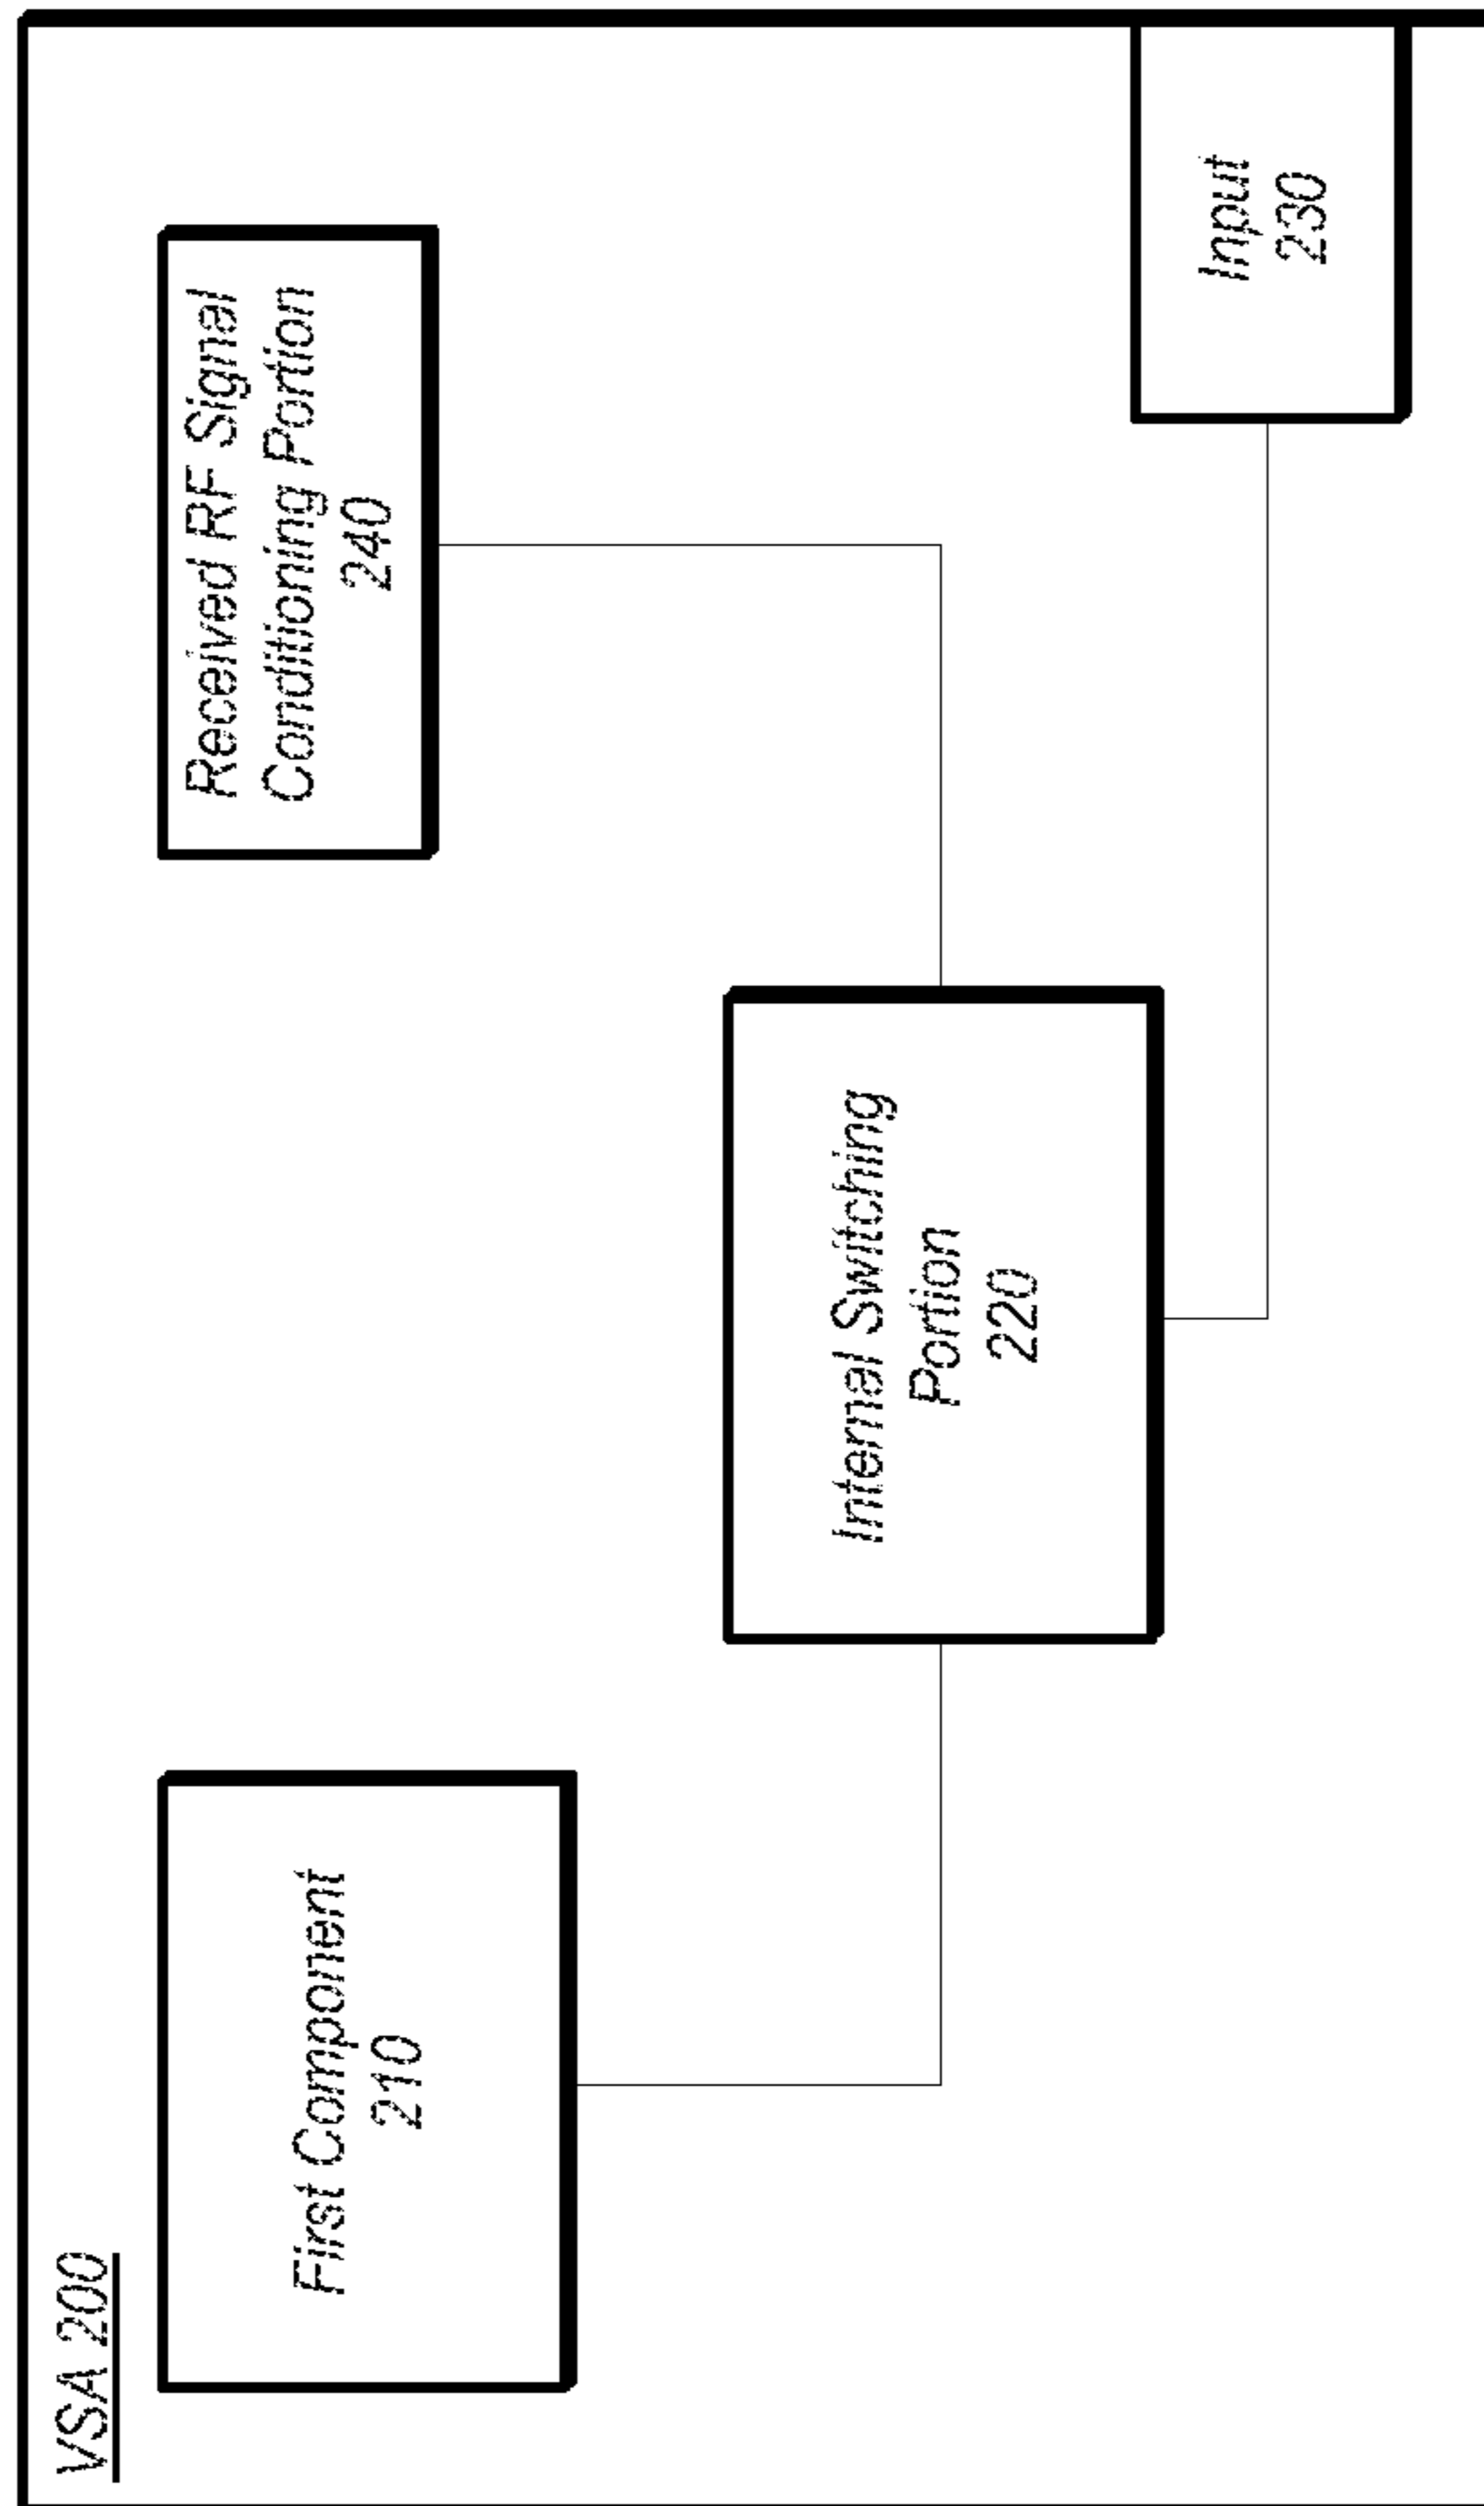 VSA 200
First Component
210
Received RF Signal
Conditioning Portion
240
Internal Switching
Portion
220
Input
230